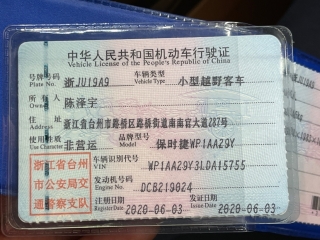 中华人民共和国机动车行驶证
Vehicle License of the People's Republic of China
号牌号码 浙JU19A9 车辆类型 小型越野客车
Plate No. Vehicle Type
所有人 陈泽宇
Owner
住址 浙江省台州市路桥区路桥街道南官大道287号
Address
使用性质 非营运 品牌型号 保时捷WP1AA29Y
Use Character Model
浙江省台州市公安局交通警察支队
车辆识别代号 WP1AA29Y3LDA15755
VIN
发动机号码 DCB219024
Engine No.
注册日期 2020-06-03 发证日期 2020-06-03
Register Date Issue Date